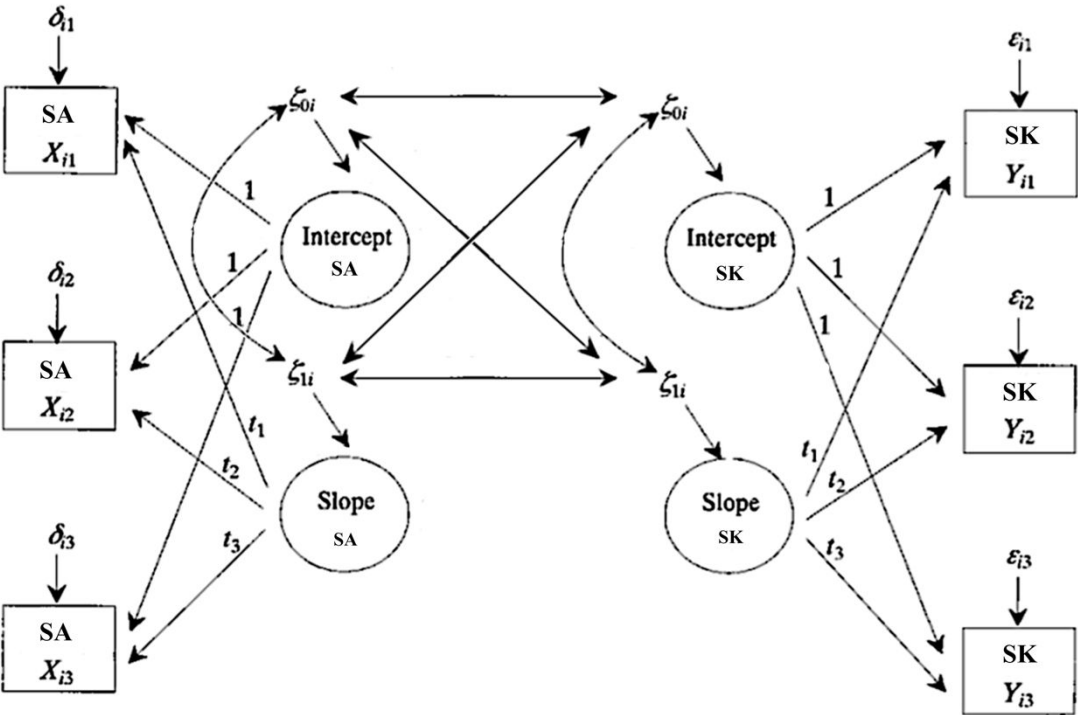 δi1
SA
Xi1
δi2
SA
Xi2
δi3
SA
Xi3
ζ0i
1
1
1
Intercept
SA
ζ1i
t1
t2
t3
Slope
SA
ζ0i
Intercept
SK
1
1
1
ζ1i
Slope
SK
t1
t2
t3
εi1
SK
Yi1
εi2
SK
Yi2
εi3
SK
Yi3